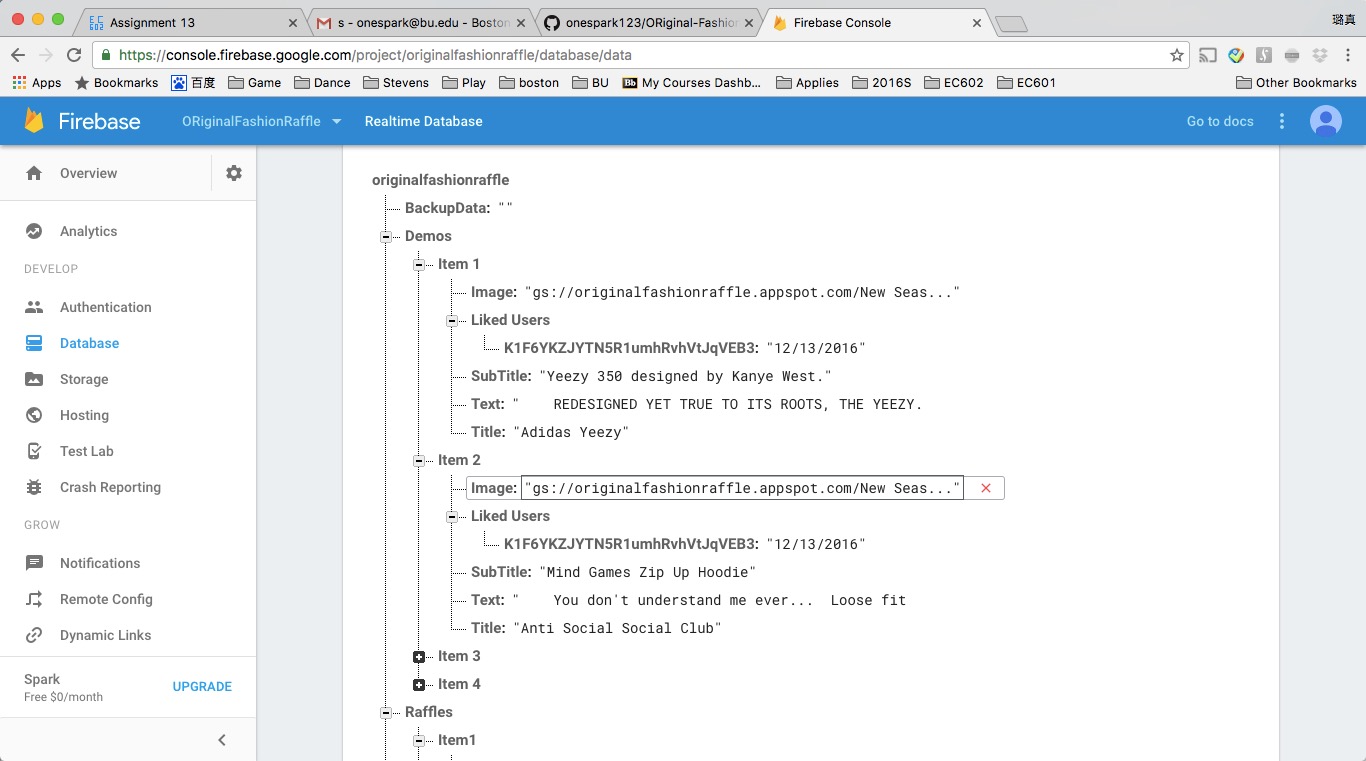 Assignment 13
s - onespark@bu.edu - Boston
onespark123/ORiginal-Fashion
Firebase Console
璐真
https://console.firebase.google.com/project/originalfashionraffle/database/data
Apps Bookmarks 百度 Game Dance Stevens Play boston BU Bb My Courses Dashb... Applies 2016S EC602 EC601 Other Bookmarks
Firebase ORiginalFashionRaffle Realtime Database Go to docs
Overview
Analytics
DEVELOP
Authentication
Database
Storage
Hosting
Test Lab
Crash Reporting
GROW
Notifications
Remote Config
Dynamic Links
Spark
Free $0/month
UPGRADE
originalfashionraffle
BackupData: ""
Demos
Item 1
Image: "gs://originalfashionraffle.appspot.com/New Seas..."
Liked Users
K1F6YKZJYTN5R1umhRvhVtJqVEB3: "12/13/2016"
SubTitle: "Yeezy 350 designed by Kanye West."
Text: " REDESIGNED YET TRUE TO ITS ROOTS, THE YEEZY.
Title: "Adidas Yeezy"
Item 2
Image: "gs://originalfashionraffle.appspot.com/New Seas..."
Liked Users
K1F6YKZJYTN5R1umhRvhVtJqVEB3: "12/13/2016"
SubTitle: "Mind Games Zip Up Hoodie"
Text: " You don't understand me ever... Loose fit
Title: "Anti Social Social Club"
Item 3
Item 4
Raffles
Item1